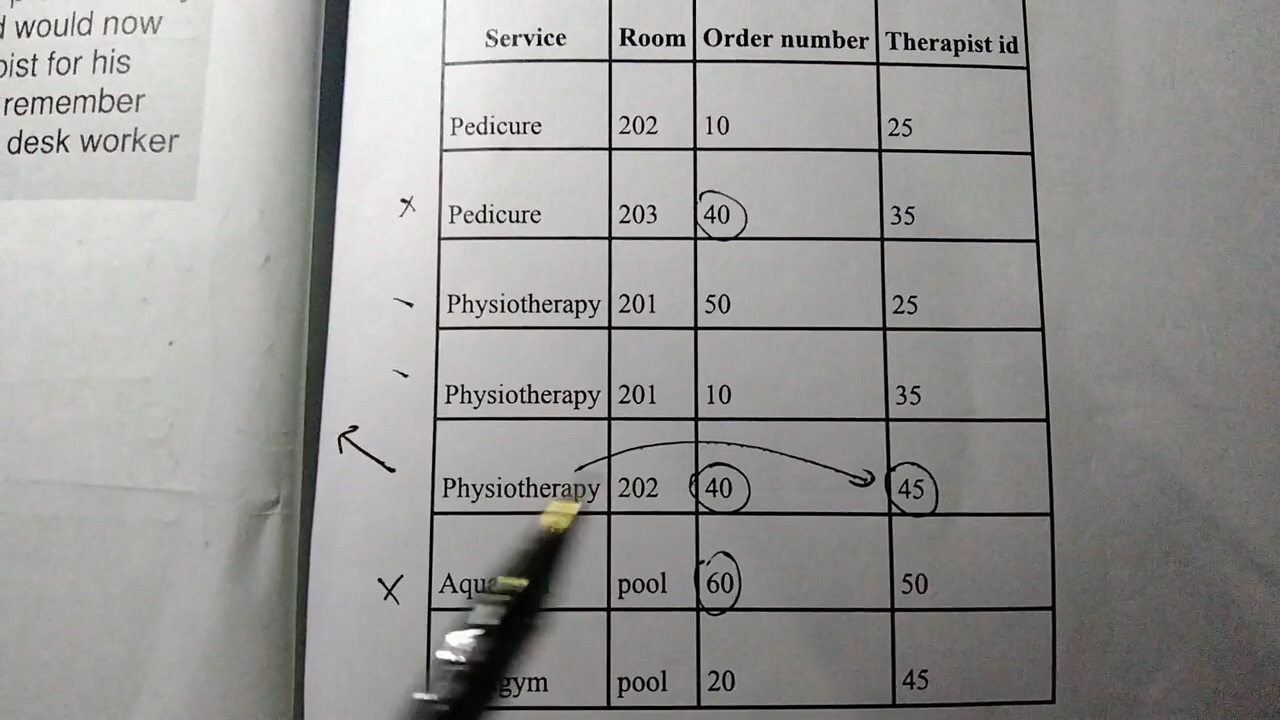 would now
for his
remember
desk worker
Service Room Order number Therapist id
Pedicure 202 10 25
Pedicure 203 40 35
Physiotherapy 201 50 25
Physiotherapy 201 10 35
Physiotherapy 202 40 45
pool 60 50
pool 20 45